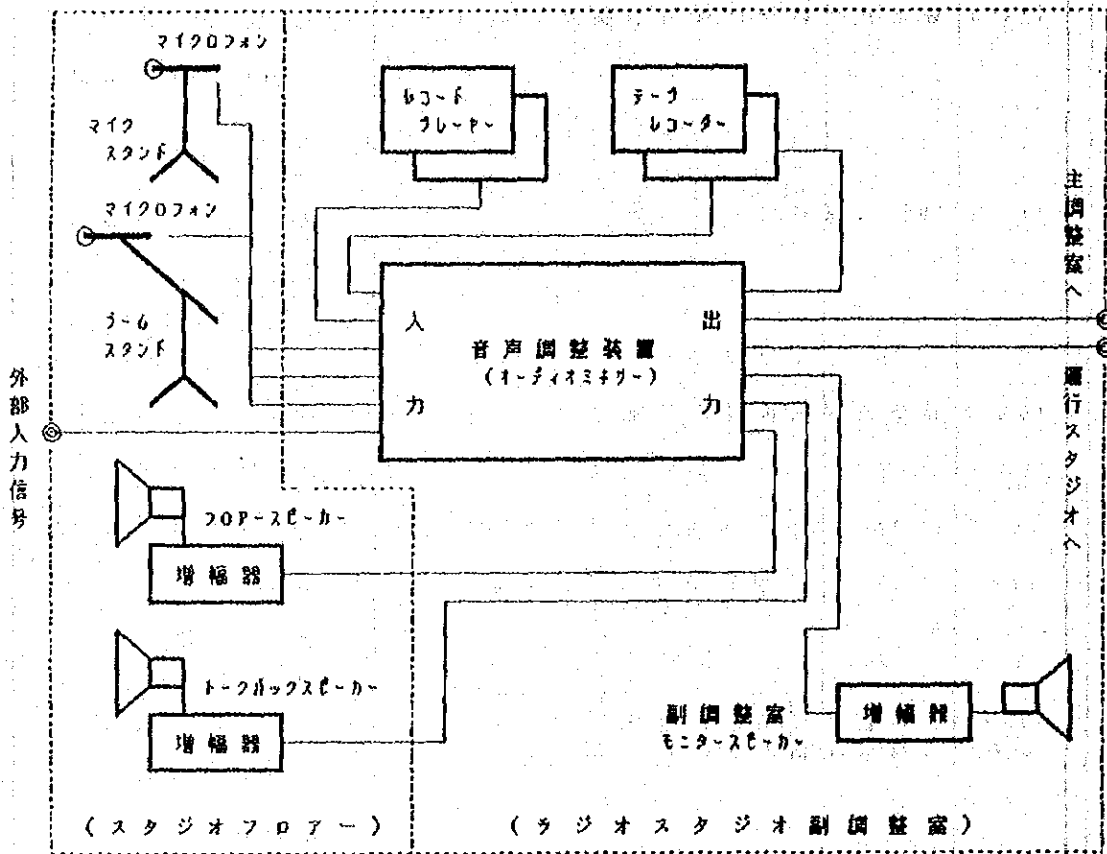 マイクロフォン
マイク
スタンド
マイクロフォン
ブーム
スタンド
外部入力信号
レコード
プレーヤー
テープ
レコーダー
主調整室へ
運行スタジオへ
入力
出力
音声調整装置
(オーディオミキサー)
フロアースピーカー
増幅器
トークバックスピーカー
増幅器
副調整室
モニタースピーカー
増幅器
(スタジオフロアー)
(ラジオスタジオ副調整室)